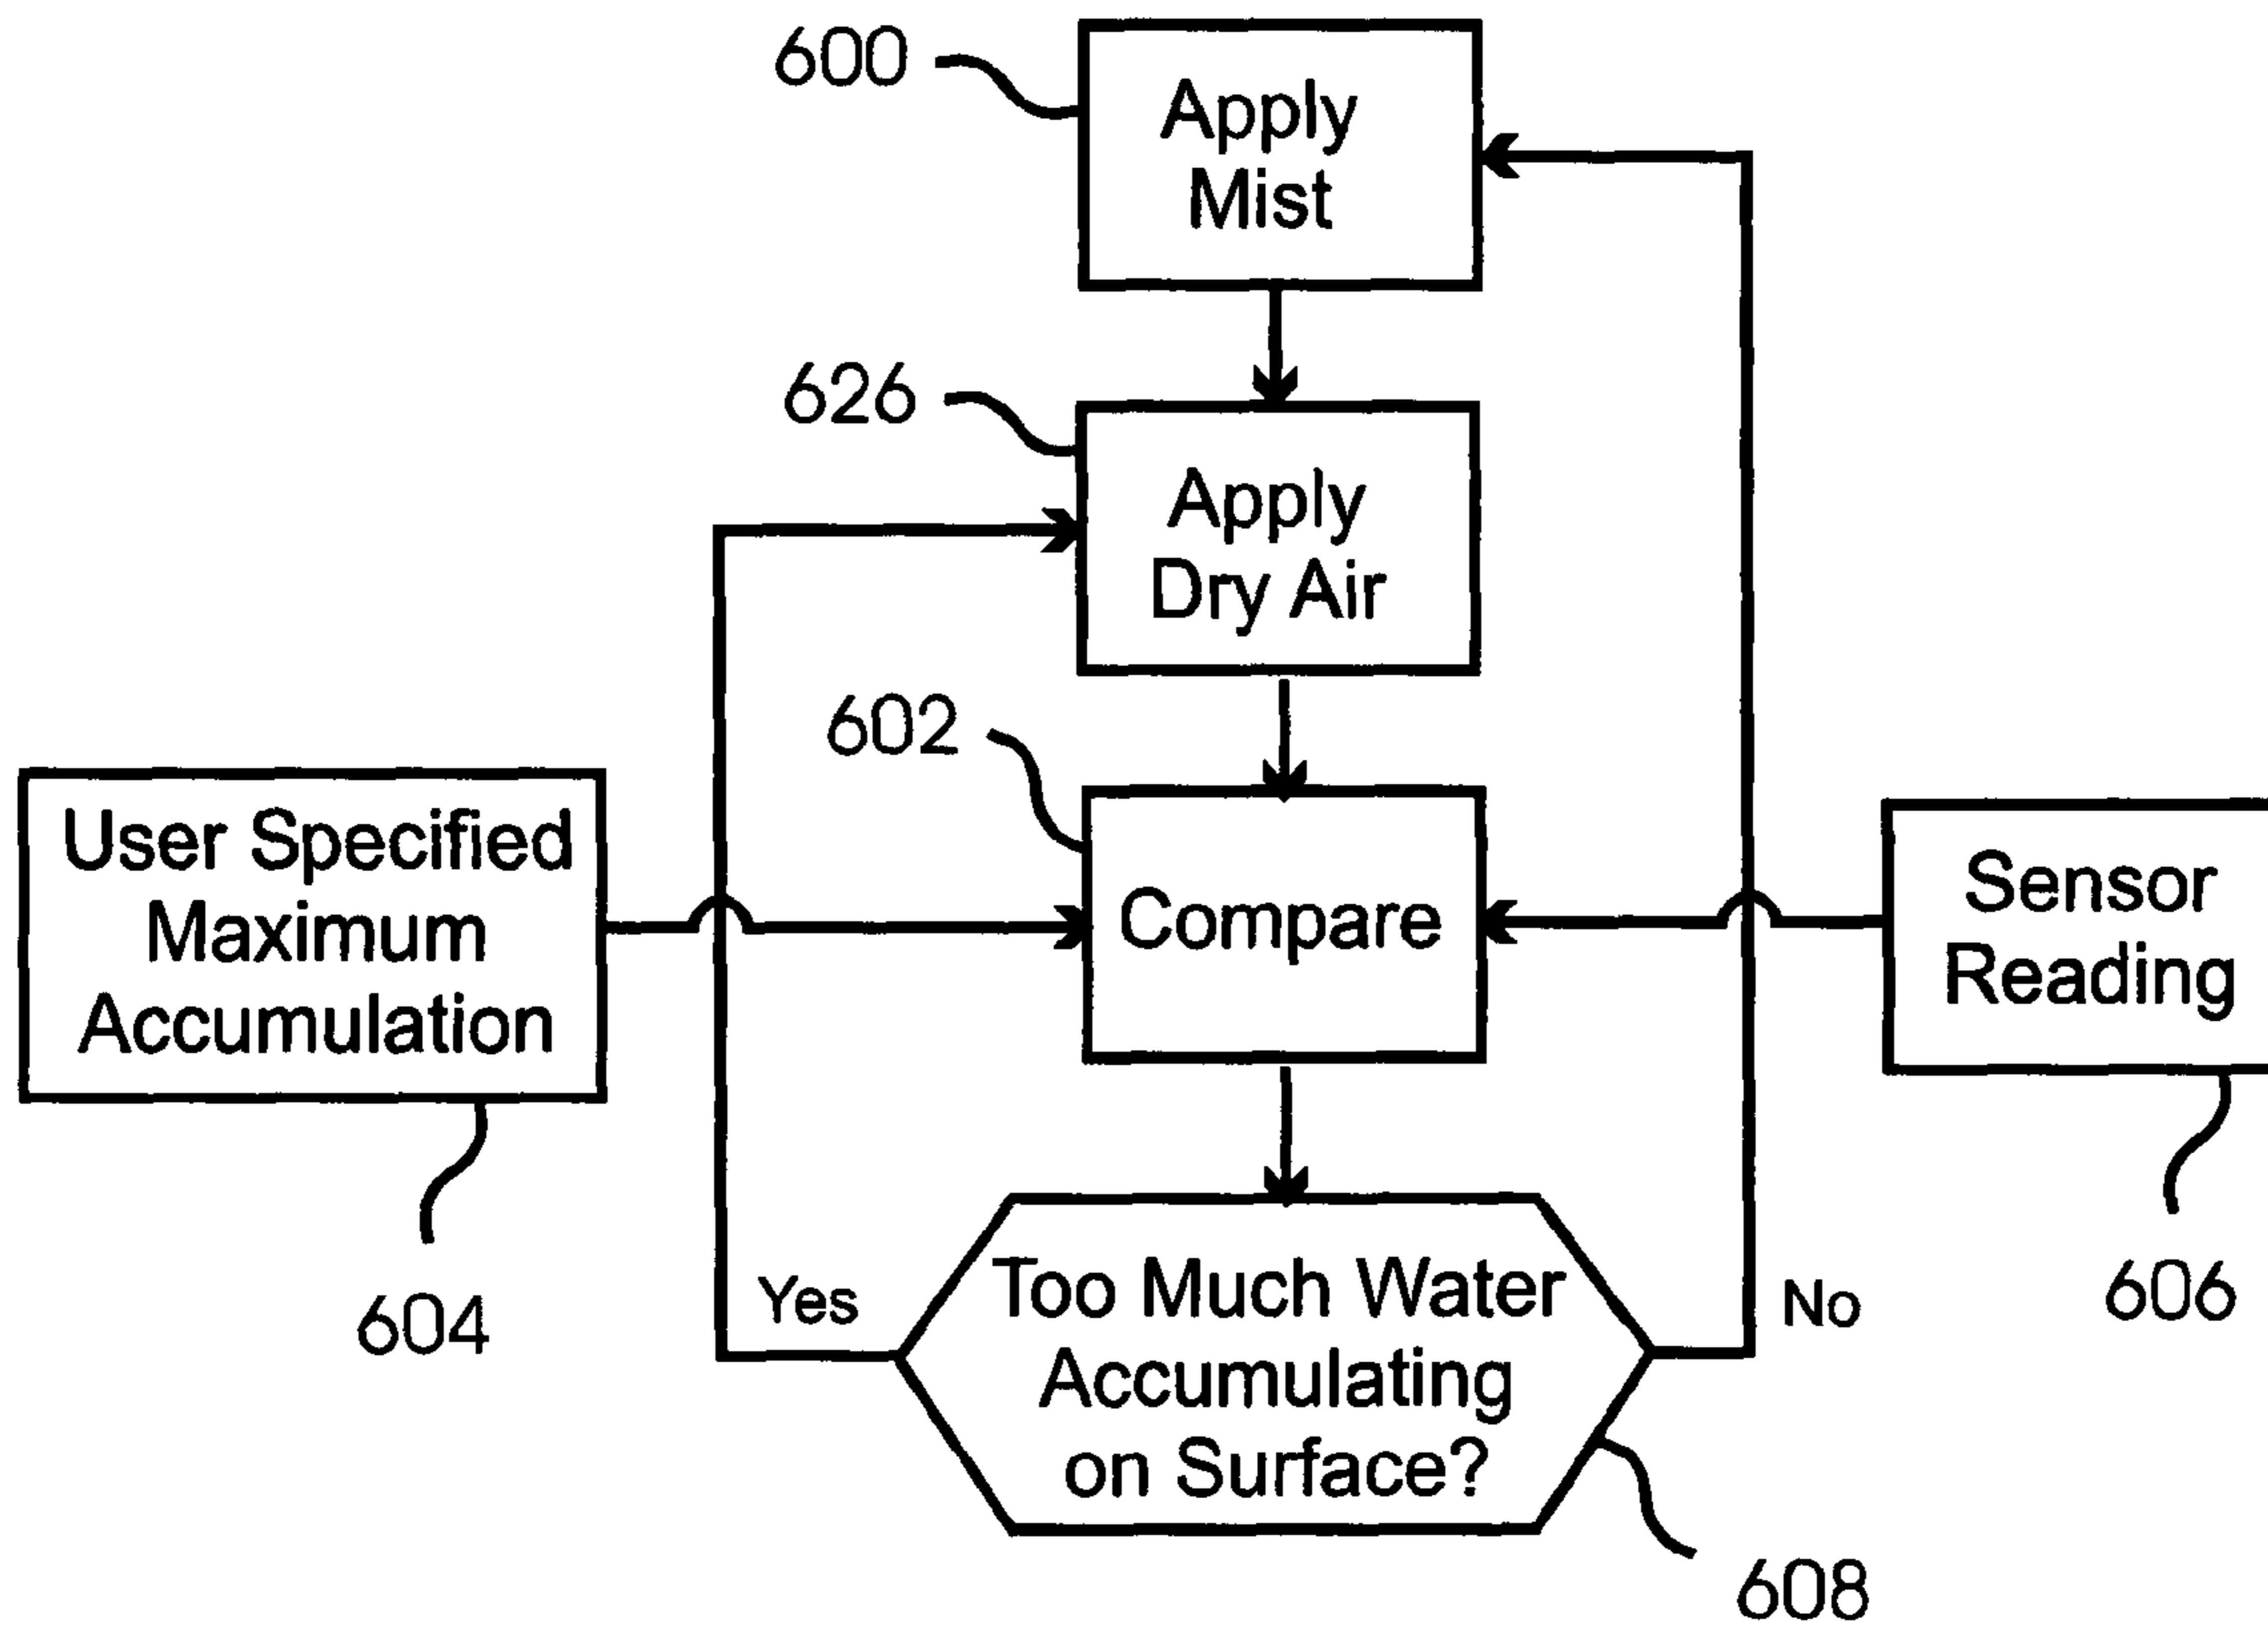 600
Apply
Mist
626
Apply
Dry Air
602
User Specified
Maximum
Accumulation
Compare
Sensor
Reading
604
Yes
Too Much Water
Accumulating
on Surface?
No
606
608